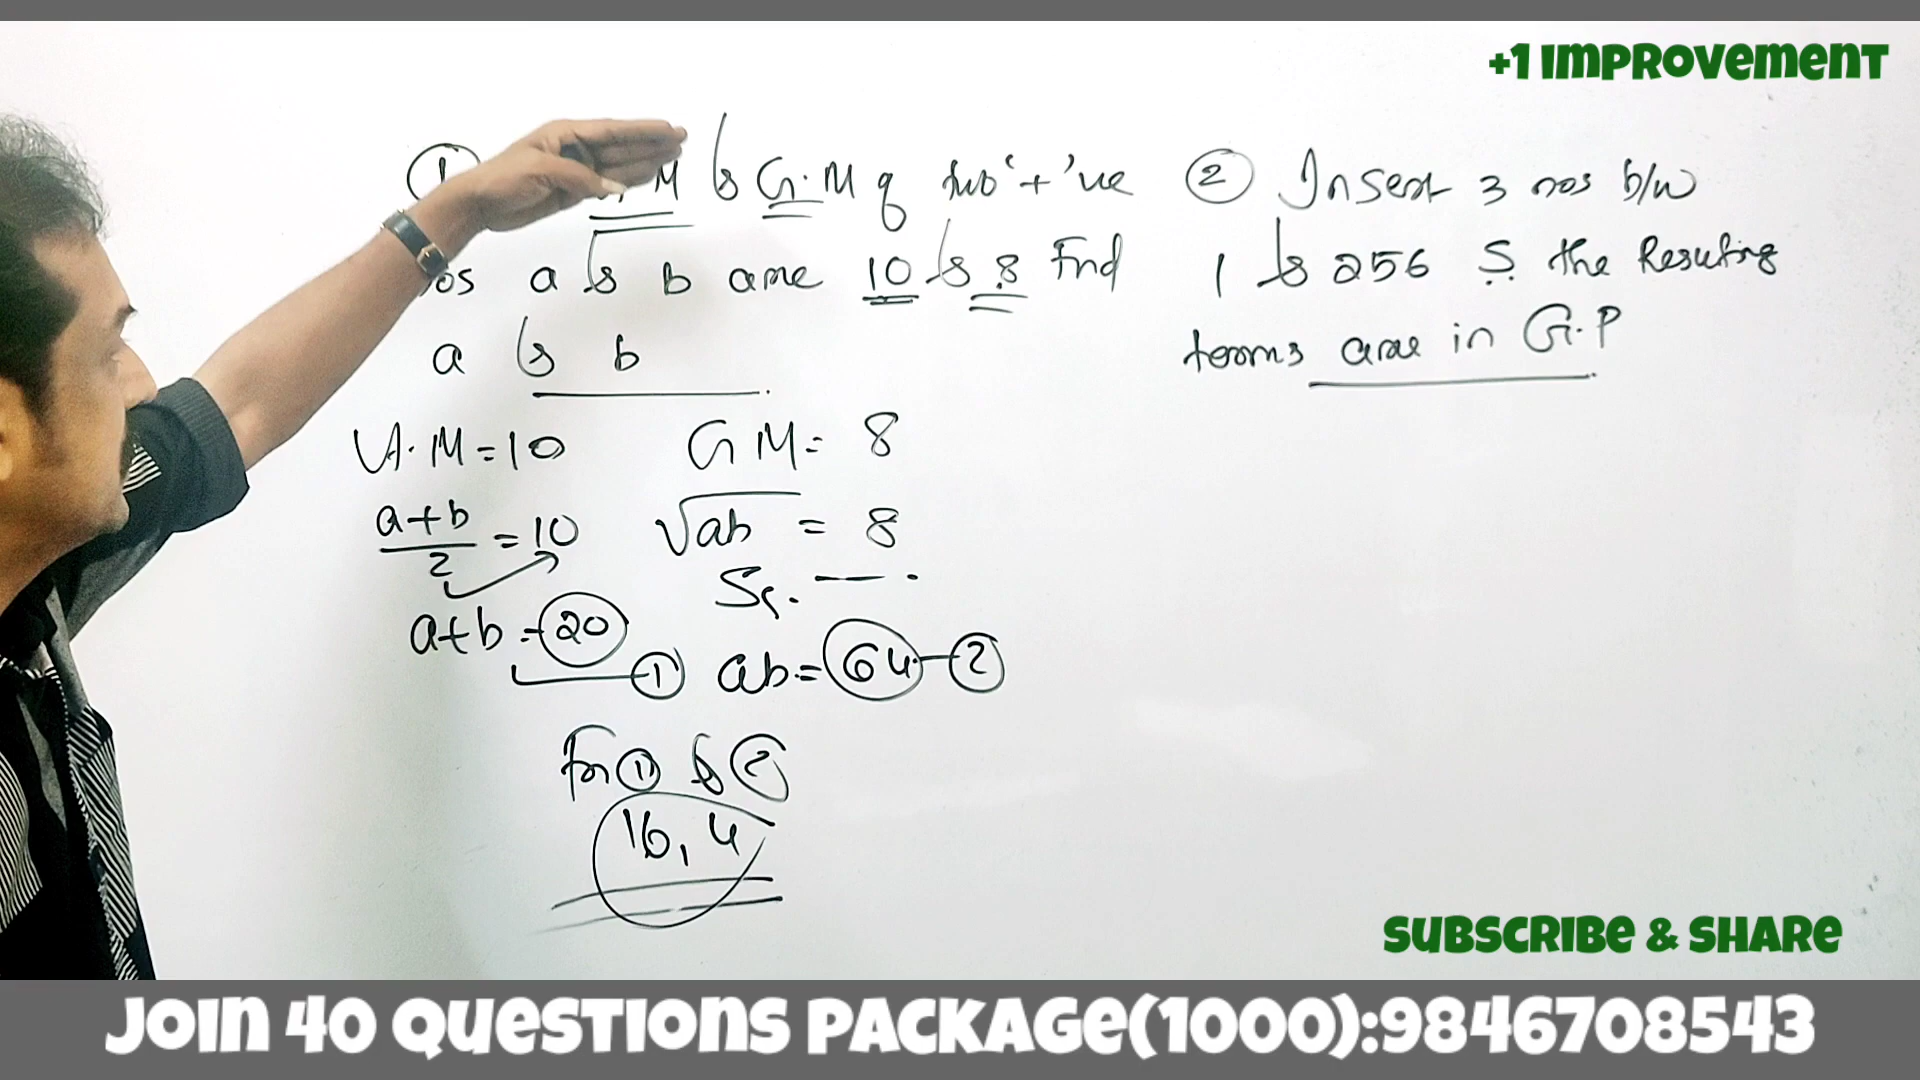 +1 Improvement
① M & G.M of two '+'ve
os a & b are 10 & 8 Find
a & b
A.M = 10 GM = 8
a+b/2 = 10 √ab = 8
Sq.
a+b = 20 ① ab = 64 - ②
① & ②
16, 4
② Insert 3 nos b/w
1 & 256 S. the Resulting
terms are in G.P
Subscribe & Share
Join 40 Questions Package(1000):9846708543